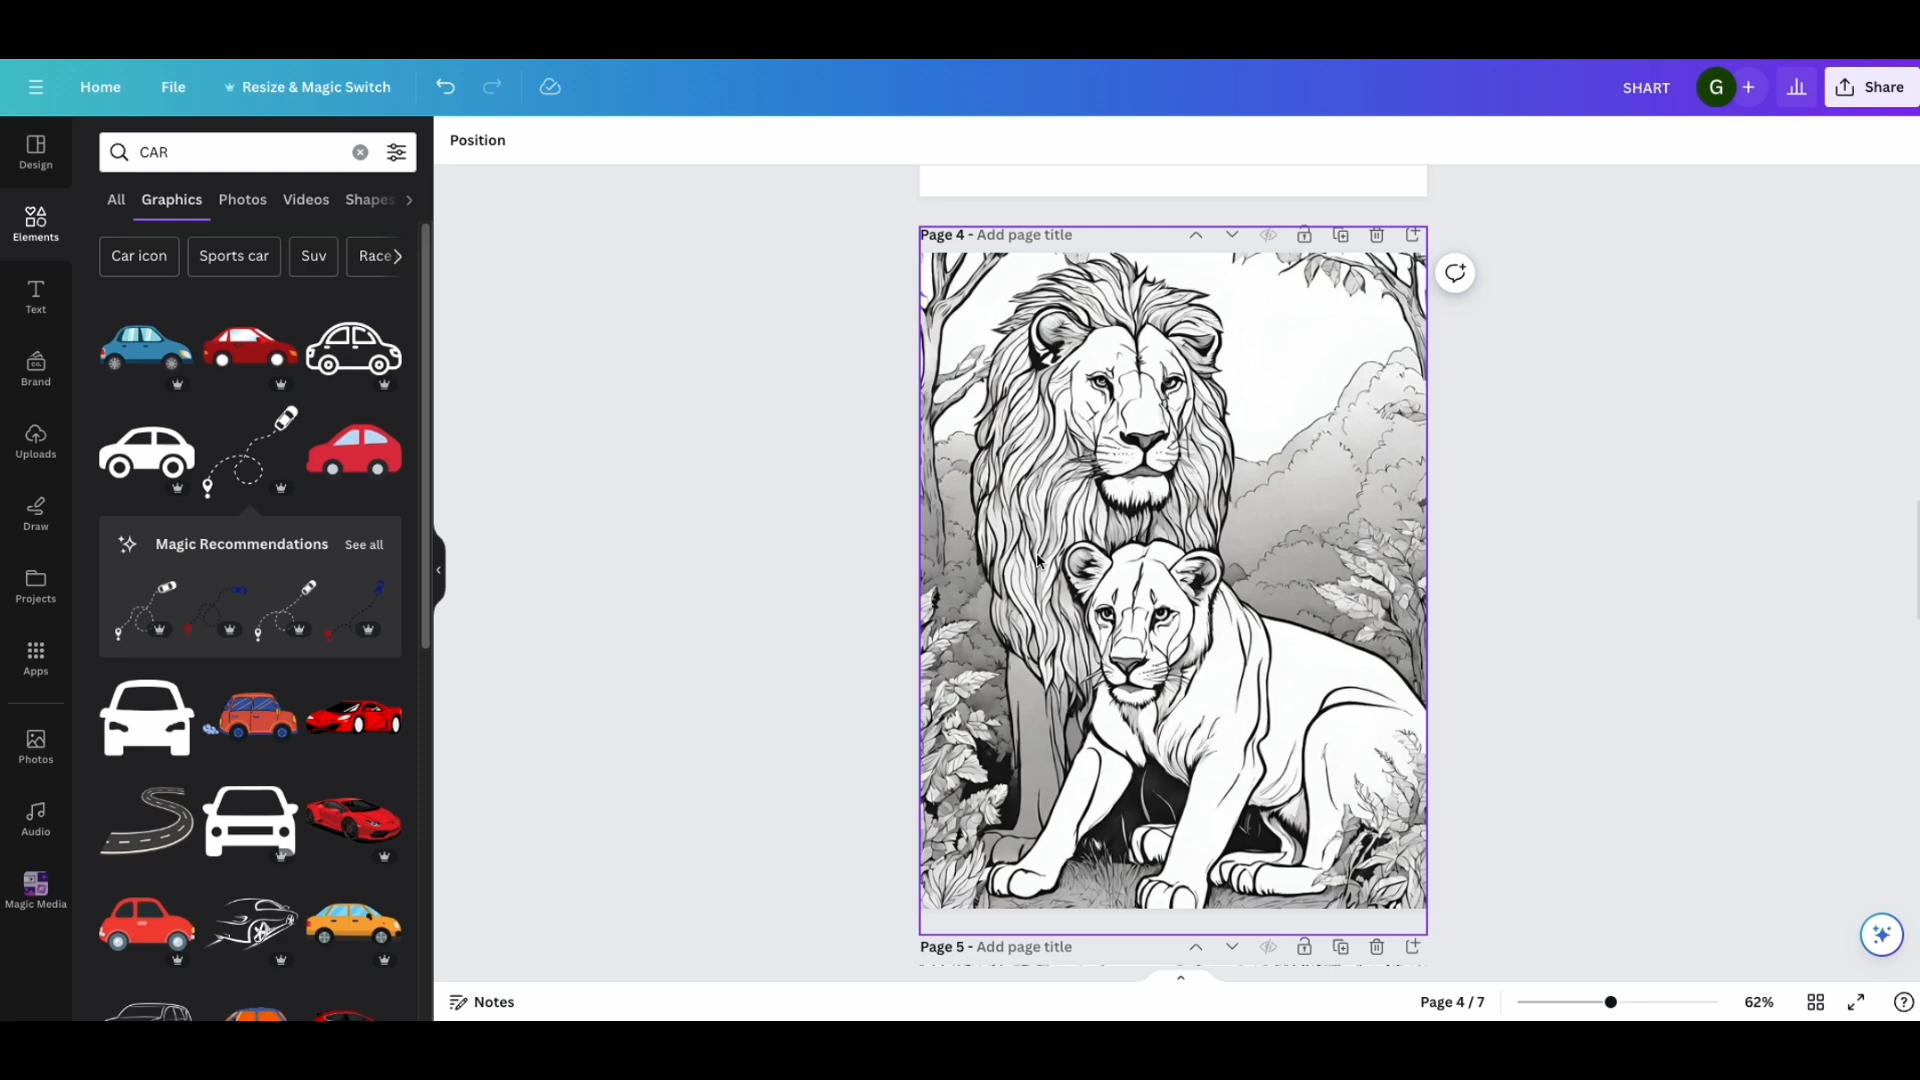 Home
File
Resize & Magic Switch
SHART
G
Share
Design
Elements
Text
Brand
CO.
Uploads
Draw
Projects
Apps
Photos
Audio
Magic Media
CAR
All
Graphics
Photos
Videos
Shapes
Car icon
Sports car
Suv
Race
Magic Recommendations
See all
Position
Page 4 - Add page title
Page 5 - Add page title
Notes
Page 4 / 7
62%